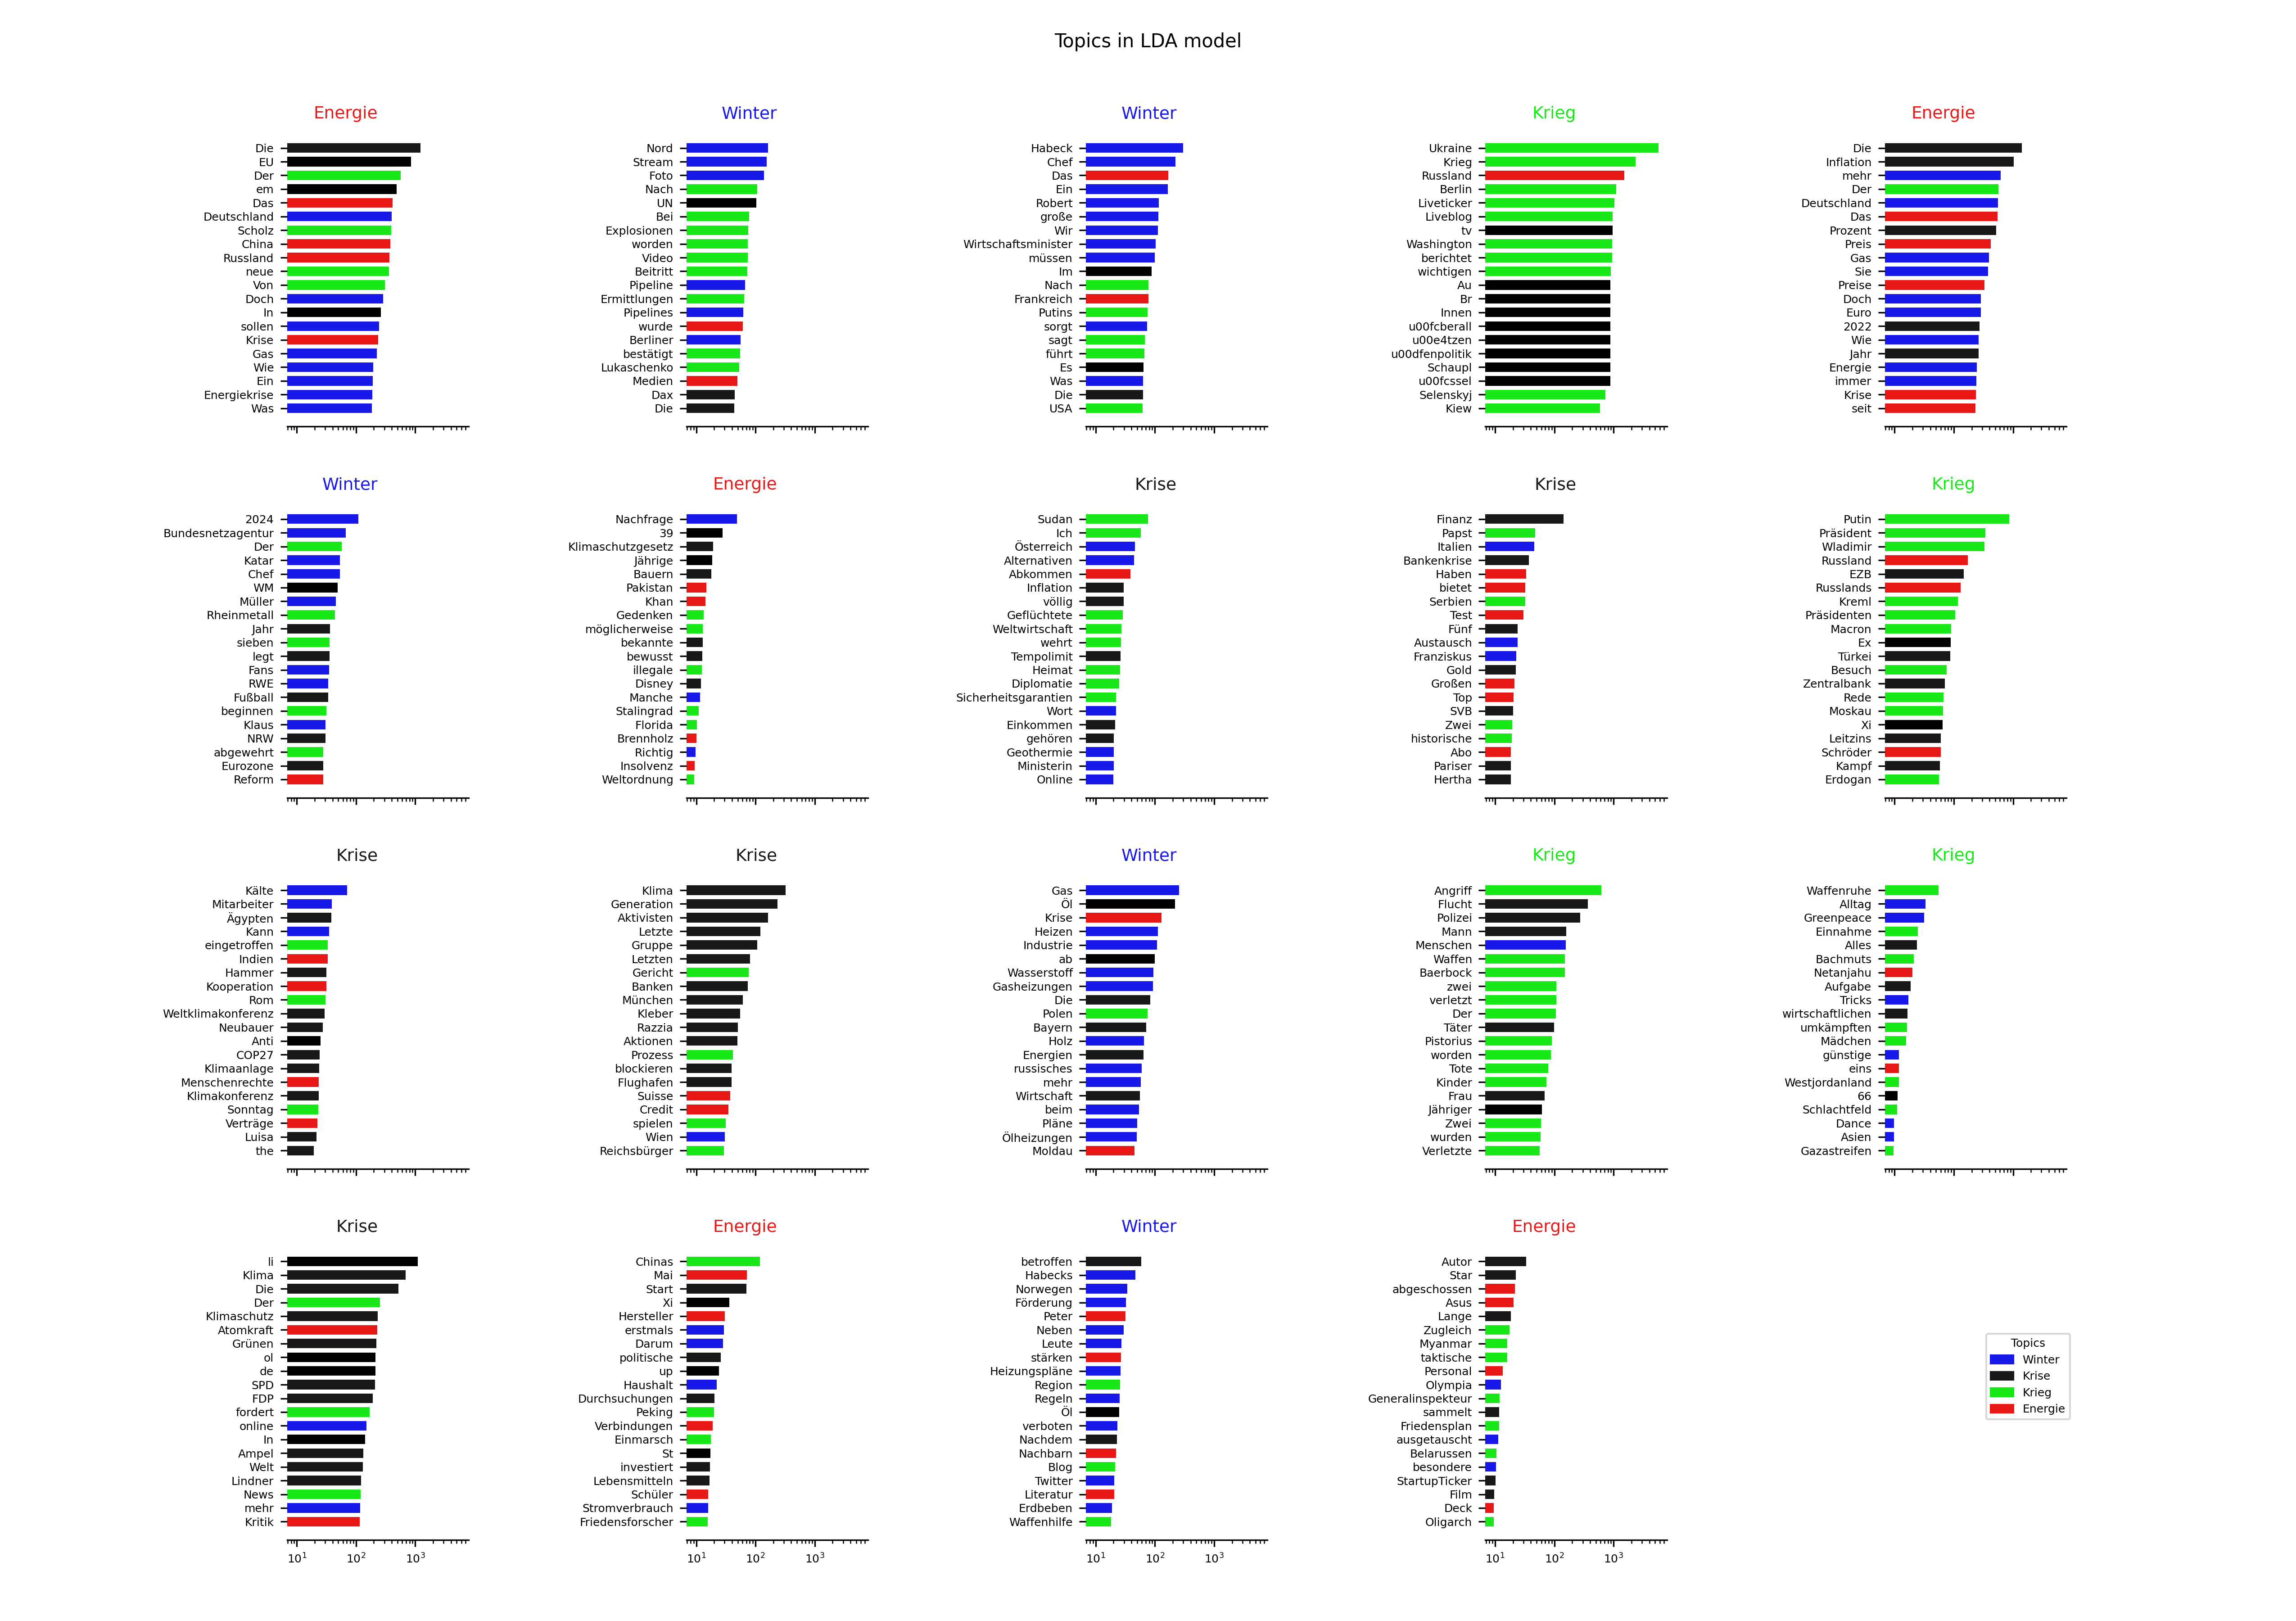 Topics in LDA model
Energie
Die
EU
Der
em
Das
Deutschland
Scholz
China
Russland
neue
Von
Doch
In
sollen
Krise
Gas
Wie
Ein
Energiekrise
Was
Winter
Nord
Stream
Foto
Nach
UN
Bei
Explosionen
worden
Video
Beitritt
Pipeline
Ermittlungen
Pipelines
wurde
Berliner
bestätigt
Lukaschenko
Medien
Dax
Die
Winter
Habeck
Chef
Das
Ein
Robert
große
Wir
Wirtschaftsminister
müssen
Im
Nach
Frankreich
Putins
sorgt
sagt
führt
Es
Was
Die
USA
Krieg
Ukraine
Krieg
Russland
Berlin
Liveticker
Liveblog
tv
Washington
berichtet
wichtigen
Au
Br
Innen
u00fcberall
u00e4tzen
u00dfenpolitik
Schaupl
u00fcssel
Selenskyj
Kiew
Energie
Die
Inflation
mehr
Der
Deutschland
Das
Prozent
Preis
Gas
Sie
Preise
Doch
Euro
2022
Wie
Jahr
Energie
immer
Krise
seit
Winter
2024
Bundesnetzagentur
Der
Katar
Chef
WM
Müller
Rheinmetall
Jahr
sieben
legt
Fans
RWE
Fußball
beginnen
Klaus
NRW
abgewehrt
Eurozone
Reform
Energie
Nachfrage
39
Klimaschutzgesetz
Jährige
Bauern
Pakistan
Khan
Gedenken
möglicherweise
bekannte
bewusst
illegale
Disney
Manche
Stalingrad
Florida
Brennholz
Richtig
Insolvenz
Weltordnung
Krise
Sudan
Ich
Österreich
Alternativen
Abkommen
Inflation
völlig
Geflüchtete
Weltwirtschaft
wehrt
Tempolimit
Heimat
Diplomatie
Sicherheitsgarantien
Wort
Einkommen
gehören
Geothermie
Ministerin
Online
Krise
Finanz
Papst
Italien
Bankenkrise
Haben
bietet
Serbien
Test
Fünf
Austausch
Franziskus
Gold
Großen
Top
SVB
Zwei
historische
Abo
Pariser
Hertha
Krieg
Putin
Präsident
Wladimir
Russland
EZB
Russlands
Kreml
Präsidenten
Macron
Ex
Türkei
Besuch
Zentralbank
Rede
Moskau
Xi
Leitzins
Schröder
Kampf
Erdogan
Krise
Kälte
Mitarbeiter
Ägypten
Kann
eingetroffen
Indien
Hammer
Kooperation
Rom
Weltklimakonferenz
Neubauer
Anti
COP27
Klimaanlage
Menschenrechte
Klimakonferenz
Sonntag
Verträge
Luisa
the
Krise
Klima
Generation
Aktivisten
Letzte
Gruppe
Letzten
Gericht
Banken
München
Kleber
Razzia
Aktionen
Prozess
blockieren
Flughafen
Suisse
Credit
spielen
Wien
Reichsbürger
Winter
Gas
Öl
Krise
Heizen
Industrie
ab
Wasserstoff
Gasheizungen
Die
Polen
Bayern
Holz
Energien
russisches
mehr
Wirtschaft
beim
Pläne
Ölheizungen
Moldau
Krieg
Angriff
Flucht
Polizei
Mann
Menschen
Waffen
Baerbock
zwei
verletzt
Der
Täter
Pistorius
worden
Tote
Kinder
Frau
Jähriger
Zwei
wurden
Verletzte
Krieg
Waffenruhe
Alltag
Greenpeace
Einnahme
Alles
Bachmuts
Netanjahu
Aufgabe
Tricks
wirtschaftlichen
umkämpften
Mädchen
günstige
eins
Westjordanland
66
Schlachtfeld
Dance
Asien
Gazastreifen
Krise
li
Klima
Die
Der
Klimaschutz
Atomkraft
Grünen
ol
de
SPD
FDP
fordert
online
In
Ampel
Welt
Lindner
News
mehr
Kritik
10¹ 10² 10³
Energie
Chinas
Mai
Start
Xi
Hersteller
erstmals
Darum
politische
up
Haushalt
Durchsuchungen
Peking
Verbindungen
Einmarsch
St
investiert
Lebensmitteln
Schüler
Stromverbrauch
Friedensforscher
10¹ 10² 10³
Winter
betroffen
Habecks
Norwegen
Förderung
Peter
Neben
Leute
stärken
Heizungspläne
Region
Regeln
Öl
verboten
Nachdem
Nachbarn
Blog
Twitter
Literatur
Erdbeben
Waffenhilfe
10¹ 10² 10³
Energie
Autor
Star
abgeschossen
Asus
Lange
Zugleich
Myanmar
taktische
Personal
Olympia
Generalinspekteur
sammelt
Friedensplan
ausgetauscht
Belarussen
besondere
StartupTicker
Film
Deck
Oligarch
10¹ 10² 10³
Topics
Winter
Krise
Krieg
Energie